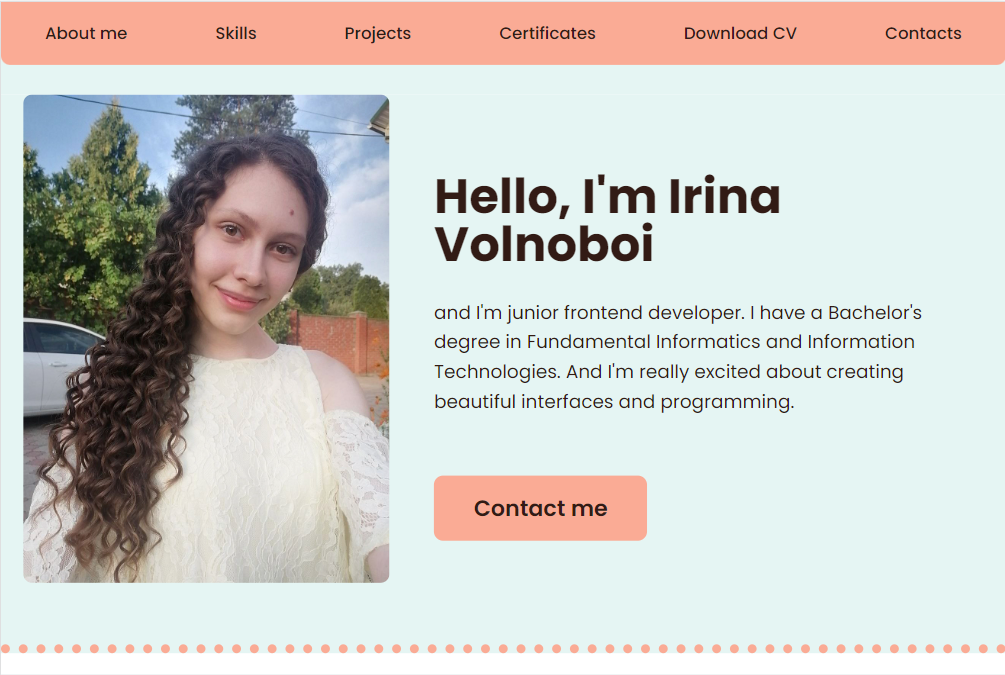 About me Skills Projects Certificates Download CV Contacts
Hello, I'm Irina
Volnoboi
and I'm junior frontend developer. I have a Bachelor's
degree in Fundamental Informatics and Information
Technologies. And I'm really excited about creating
beautiful interfaces and programming.
Contact me